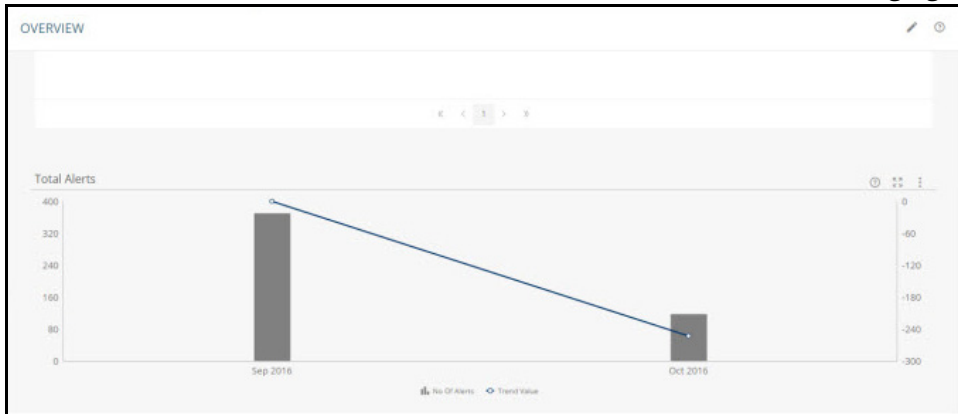 OVERVIEW
1
Total Alerts
400
320
240
160
80
0
0
-60
-120
-180
-240
-300
Sep 2016
Oct 2016
No Of Alerts
Trend Value